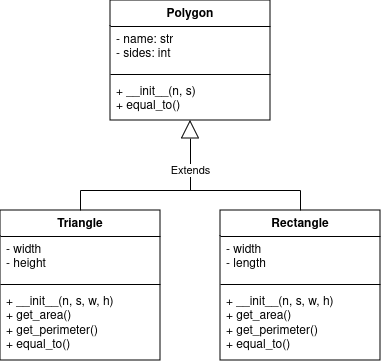 Polygon
- name: str
- sides: int
+ __init__(n, s)
+ equal_to()
Extends
Triangle
- width
- height
+ __init__(n, s, w, h)
+ get_area()
+ get_perimeter()
+ equal_to()
Rectangle
- width
- length
+ __init__(n, s, w, h)
+ get_area()
+ get_perimeter()
+ equal_to()